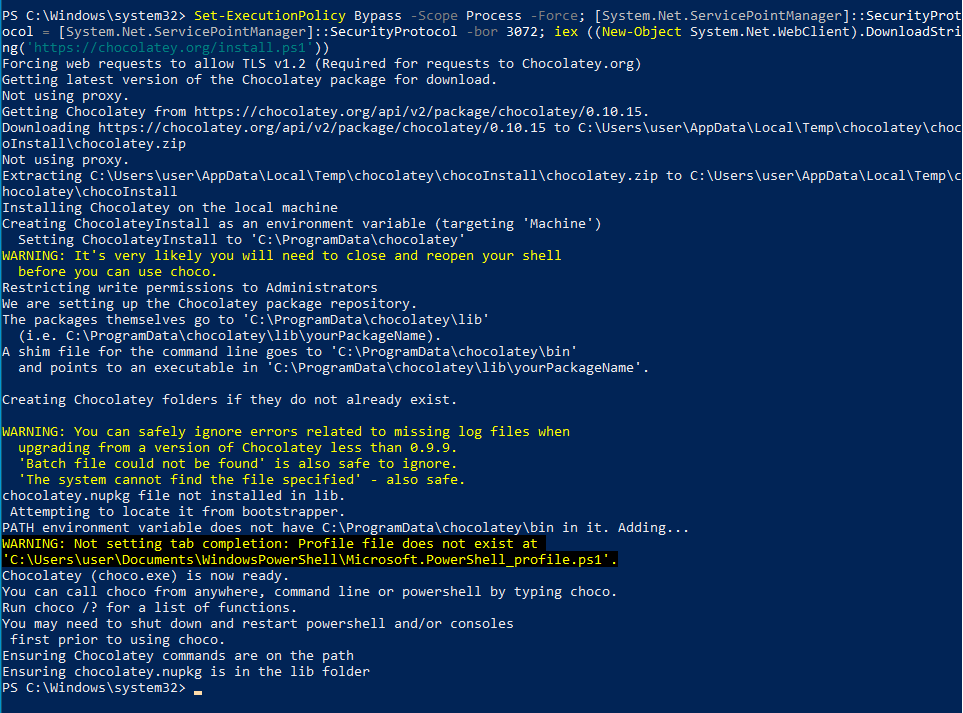 PS C:\Windows\system32> Set-ExecutionPolicy Bypass -Scope Process -Force; [System.Net.ServicePointManager]::SecurityProt
ocol = [System.Net.ServicePointManager]::SecurityProtocol -bor 3072; iex ((New-Object System.Net.WebClient).DownloadStri
ng('https://chocolatey.org/install.ps1'))
Forcing web requests to allow TLS v1.2 (Required for requests to Chocolatey.org)
Getting latest version of the Chocolatey package for download.
Not using proxy.
Getting Chocolatey from https://chocolatey.org/api/v2/package/chocolatey/0.10.15.
Downloading https://chocolatey.org/api/v2/package/chocolatey/0.10.15 to C:\Users\user\AppData\Local\Temp\chocolatey\choc
oInstall\chocolatey.zip
Not using proxy.
Extracting C:\Users\user\AppData\Local\Temp\chocolatey\chocoInstall\chocolatey.zip to C:\Users\user\AppData\Local\Temp\c
hocolatey\chocoInstall
Installing Chocolatey on the local machine
Creating ChocolateyInstall as an environment variable (targeting 'Machine')
  Setting ChocolateyInstall to 'C:\ProgramData\chocolatey'
WARNING: It's very likely you will need to close and reopen your shell
  before you can use choco.
Restricting write permissions to Administrators
We are setting up the Chocolatey package repository.
The packages themselves go to 'C:\ProgramData\chocolatey\lib'
  (i.e. C:\ProgramData\chocolatey\lib\yourPackageName).
A shim file for the command line goes to 'C:\ProgramData\chocolatey\bin'
  and points to an executable in 'C:\ProgramData\chocolatey\lib\yourPackageName'.

Creating Chocolatey folders if they do not already exist.

WARNING: You can safely ignore errors related to missing log files when
  upgrading from a version of Chocolatey less than 0.9.9.
  'Batch file could not be found' is also safe to ignore.
  'The system cannot find the file specified' - also safe.
chocolatey.nupkg file not installed in lib.
 Attempting to locate it from bootstrapper.
PATH environment variable does not have C:\ProgramData\chocolatey\bin in it. Adding...
WARNING: Not setting tab completion: Profile file does not exist at
'C:\Users\user\Documents\WindowsPowerShell\Microsoft.PowerShell_profile.ps1'.
Chocolatey (choco.exe) is now ready.
You can call choco from anywhere, command line or powershell by typing choco.
Run choco /? for a list of functions.
You may need to shut down and restart powershell and/or consoles
 first prior to using choco.
Ensuring Chocolatey commands are on the path
Ensuring chocolatey.nupkg is in the lib folder
PS C:\Windows\system32> _